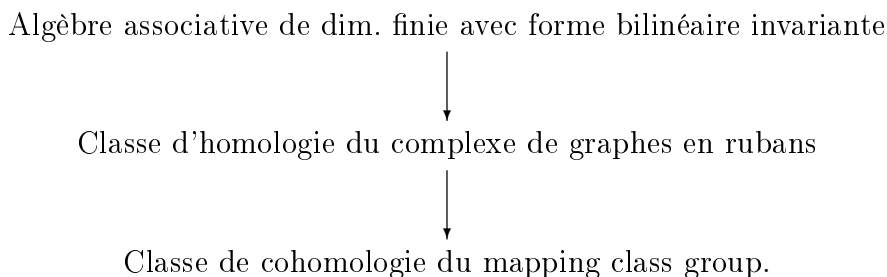 Algèbre associative de dim. finie avec forme bilinéaire invariante
Classe d'homologie du complexe de graphes en rubans
Classe de cohomologie du mapping class group.